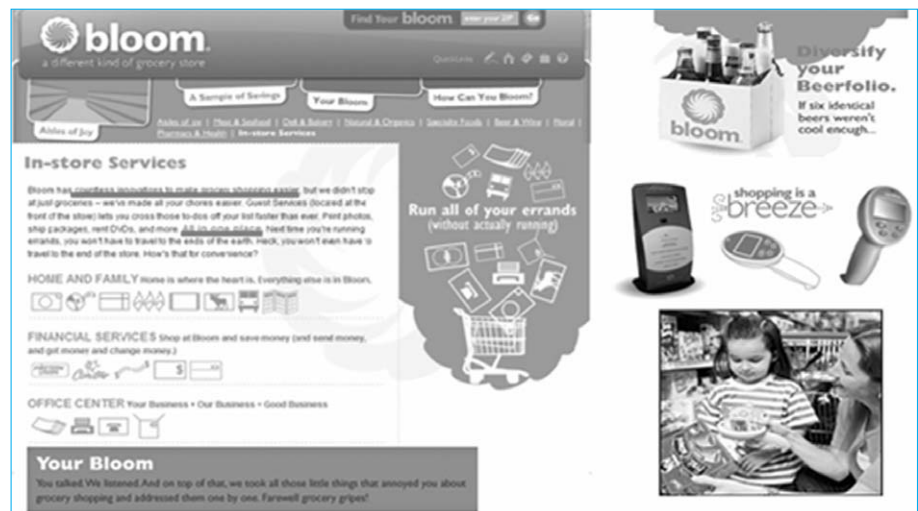 Find Your bloom. enter your ZIP
bloom.
a different kind of grocery store
QuickLinks
A Sample of Savings
Your Bloom
How Can You Bloom?
Aisles of Joy
Aisles of Joy | Meat & Seafood | Deli & Bakery | Natural & Organics | Specialty Foods | Beer & Wine | Floral |
Pharmacy & Health | In-store Services
In-store Services
Bloom has countless innovations to make grocery shopping easier, but we didn't stop
at just groceries – we've made all your chores easier. Guest Services (located at the
front of the store) lets you cross those to-dos off your list faster than ever. Print photos,
ship packages, rent DVDs, and more. All in one place. Next time you're running
errands, you won't have to travel to the ends of the earth. Heck, you won't even have to
travel to the end of the store. How's that for convenience?
HOME AND FAMILY Home is where the heart is. Everything else is in Bloom.
FINANCIAL SERVICES Shop at Bloom and save money (and send money,
and get money and change money.)
OFFICE CENTER Your Business + Our Business = Good Business
Run all of your errands
(without actually running)
Your Bloom
You talked. We listened. And on top of that, we took all those little things that annoyed you about
grocery shopping and addressed them one by one. Farewell grocery gripes!
Diversify
your
Beerfolio.
If six identical
beers weren't
cool enough...
bloom.
shopping is a
breeze